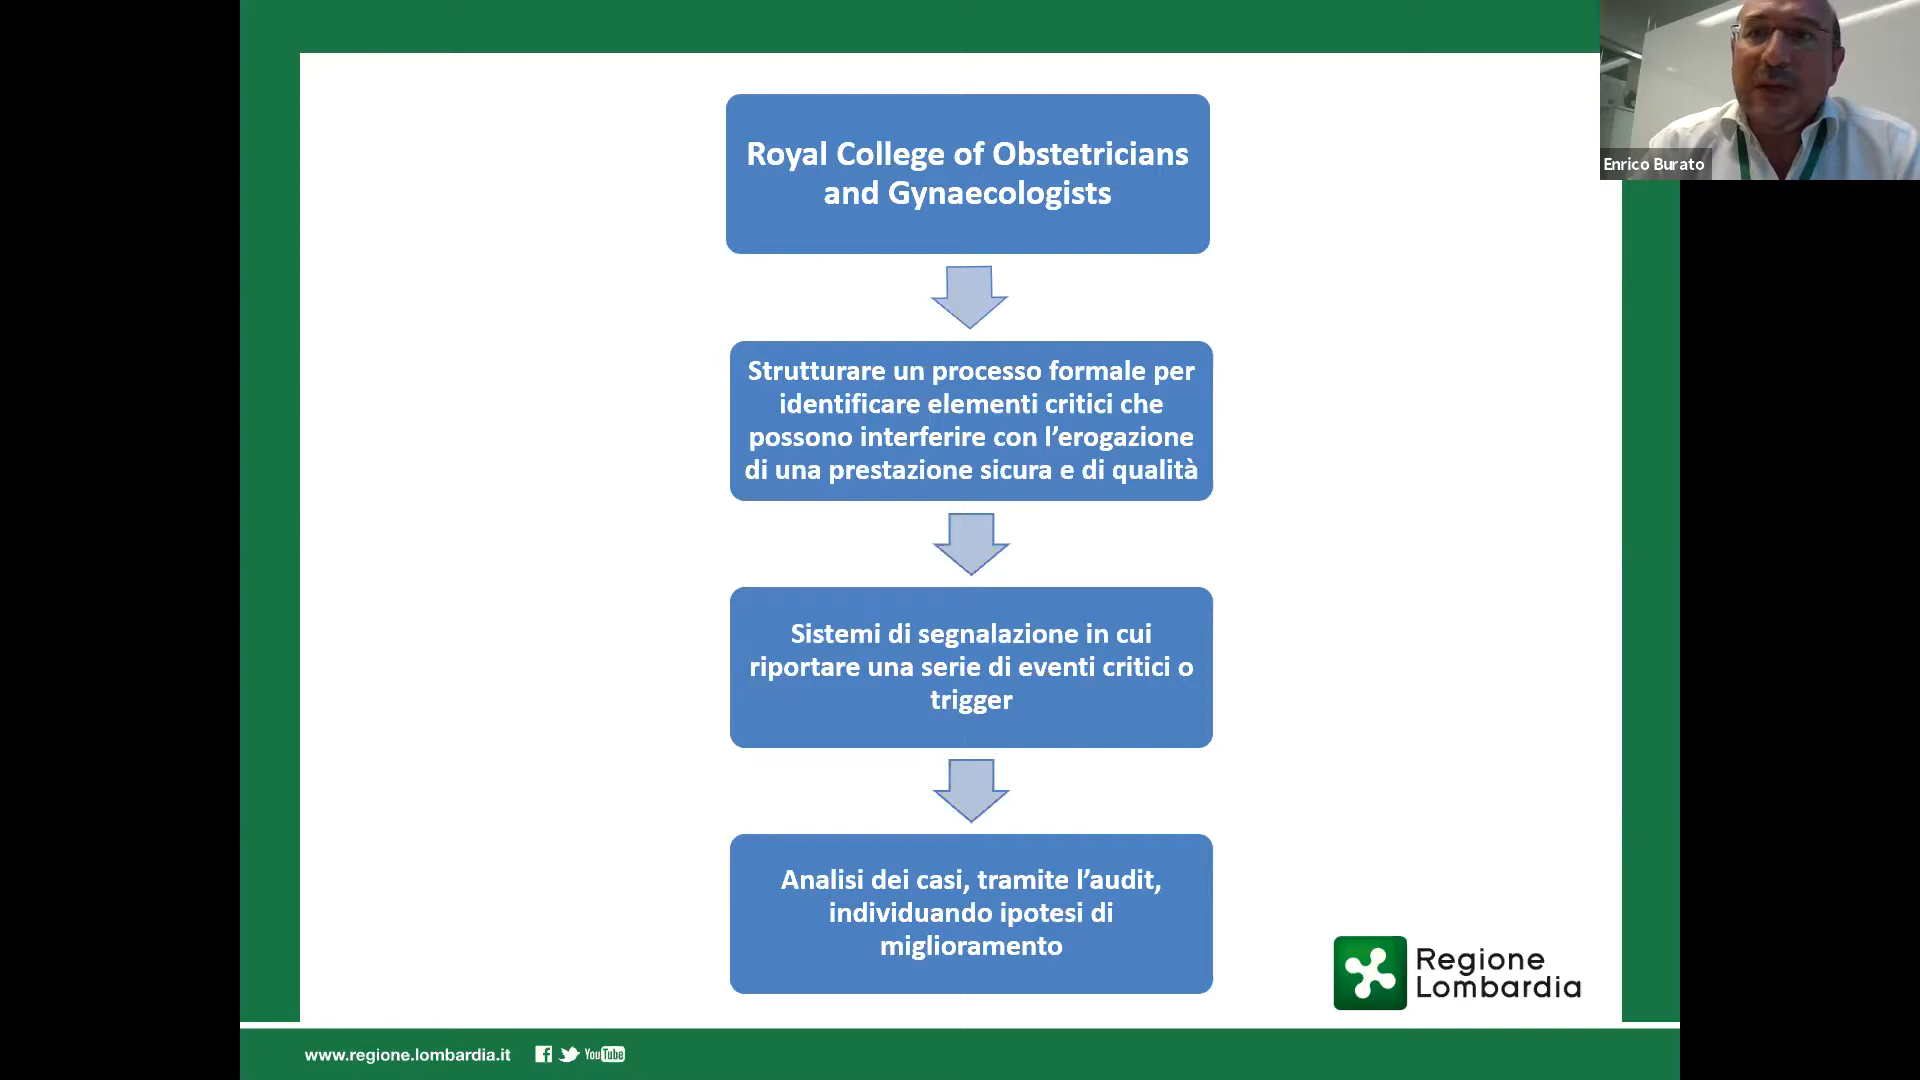 Royal College of Obstetricians
and Gynaecologists
Enrico Burato
Strutturare un processo formale per
identificare elementi critici che
possono interferire con l'erogazione
di una prestazione sicura e di qualità
Sistemi di segnalazione in cui
riportare una serie di eventi critici o
trigger
Analisi dei casi, tramite l'audit,
individuando ipotesi di
miglioramento
Regione
Lombardia
www.regione.lombardia.it
YouTube